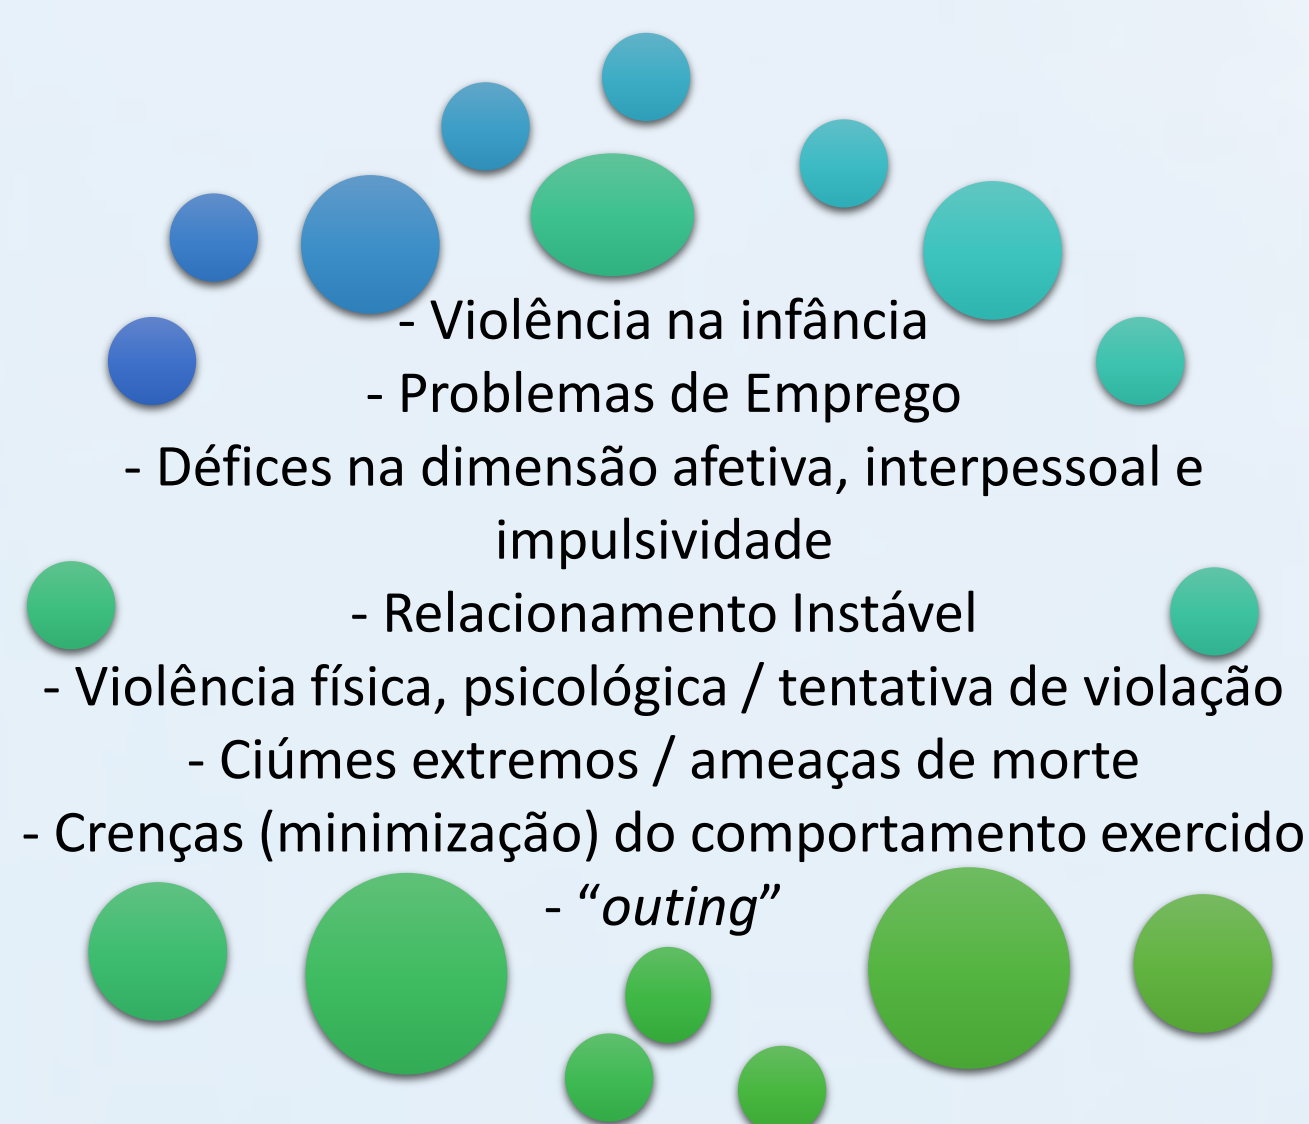 - Violência na infância
- Problemas de Emprego
- Défices na dimensão afetiva, interpessoal e
impulsividade
- Relacionamento Instável
- Violência física, psicológica / tentativa de violação
- Ciúmes extremos / ameaças de morte
- Crenças (minimização) do comportamento exercido
- “outing”